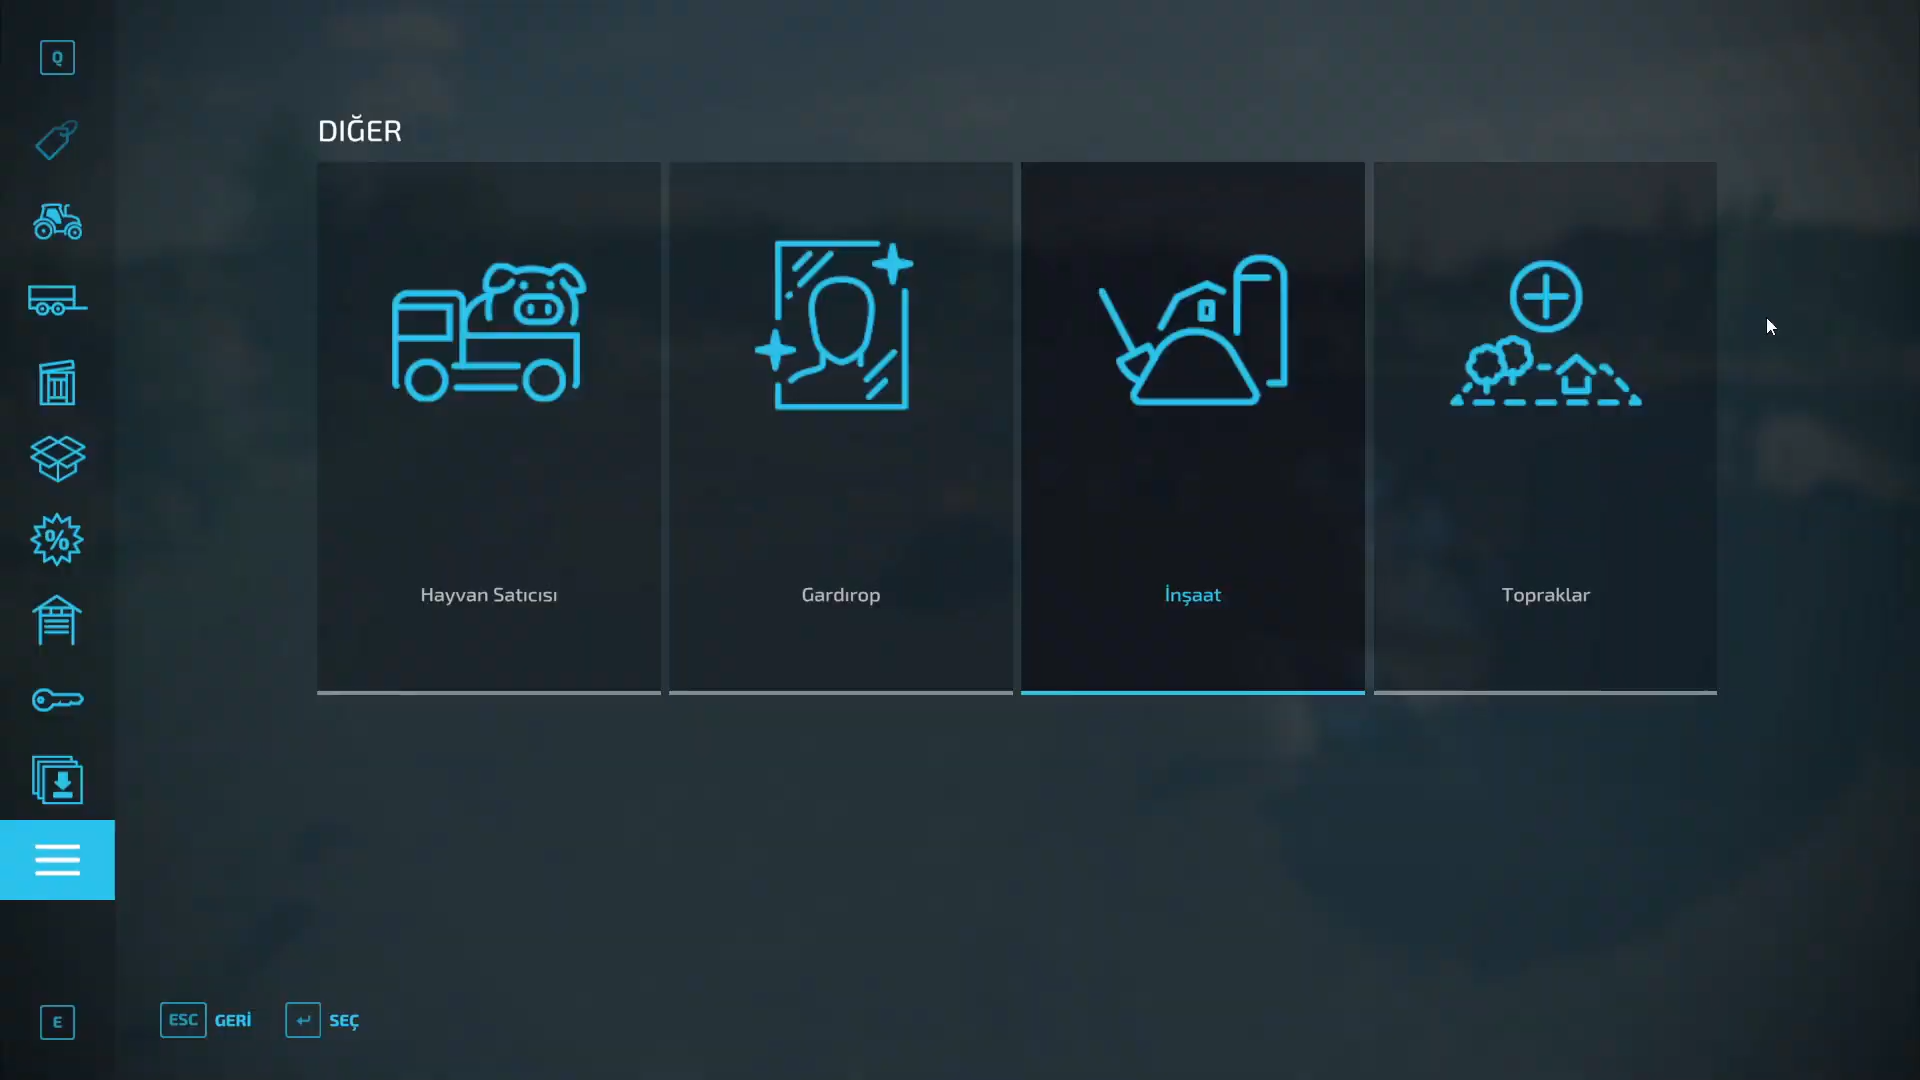 Q
DIĞER
%
Hayvan Satıcısı
Gardırop
İnşaat
Topraklar
E
ESC GERİ
SEÇ